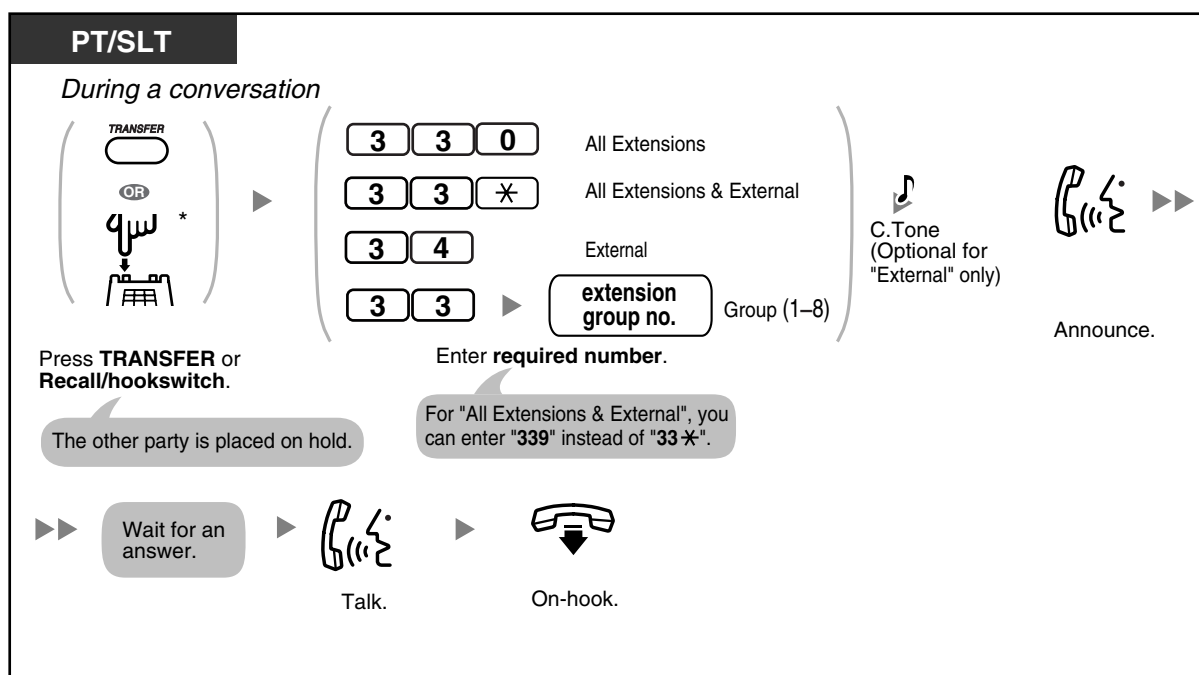 PT/SLT
During a conversation
TRANSFER
OR
*
Press TRANSFER or
Recall/hookswitch.
The other party is placed on hold.
3 3 0 All Extensions
3 3 * All Extensions & External
3 4 External
3 3 extension
group no. Group (1–8)
Enter required number.
For "All Extensions & External", you
can enter "339" instead of "33*".
C.Tone
(Optional for
"External" only)
Announce.
Wait for an
answer.
Talk.
On-hook.